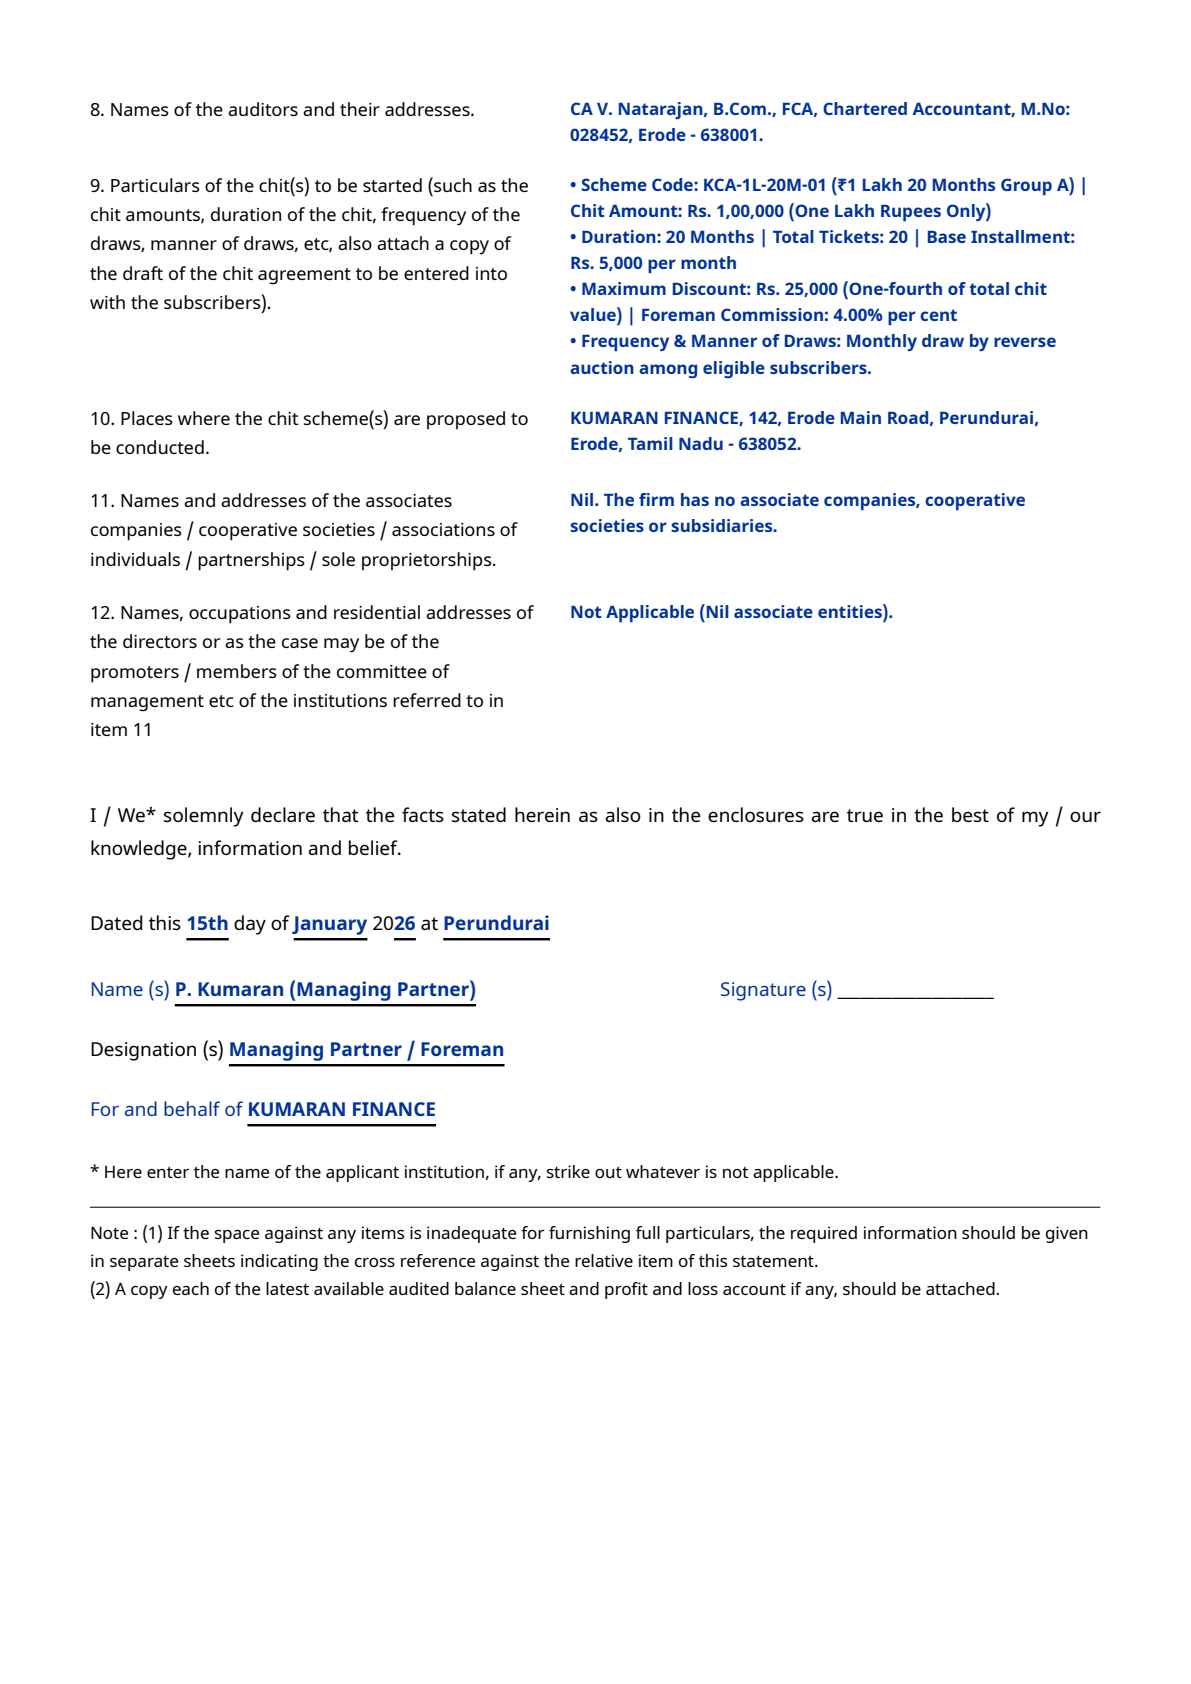 8. Names of the auditors and their addresses.
CA V. Natarajan, B.Com., FCA, Chartered Accountant, M.No:
028452, Erode - 638001.
9. Particulars of the chit(s) to be started (such as the
chit amounts, duration of the chit, frequency of the
draws, manner of draws, etc, also attach a copy of
the draft of the chit agreement to be entered into
with the subscribers).
• Scheme Code: KCA-1L-20M-01 (₹1 Lakh 20 Months Group A) |
Chit Amount: Rs. 1,00,000 (One Lakh Rupees Only)
• Duration: 20 Months | Total Tickets: 20 | Base Installment:
Rs. 5,000 per month
• Maximum Discount: Rs. 25,000 (One-fourth of total chit
value) | Foreman Commission: 4.00% per cent
• Frequency & Manner of Draws: Monthly draw by reverse
auction among eligible subscribers.
10. Places where the chit scheme(s) are proposed to
be conducted.
KUMARAN FINANCE, 142, Erode Main Road, Perundurai,
Erode, Tamil Nadu - 638052.
11. Names and addresses of the associates
companies / cooperative societies / associations of
individuals / partnerships / sole proprietorships.
Nil. The firm has no associate companies, cooperative
societies or subsidiaries.
12. Names, occupations and residential addresses of
the directors or as the case may be of the
promoters / members of the committee of
management etc of the institutions referred to in
item 11
Not Applicable (Nil associate entities).
I / We* solemnly declare that the facts stated herein as also in the enclosures are true in the best of my / our
knowledge, information and belief.
Dated this 15th day of January 2026 at Perundurai
Name (s) P. Kumaran (Managing Partner)
Signature (s) ________________
Designation (s) Managing Partner / Foreman
For and behalf of KUMARAN FINANCE
* Here enter the name of the applicant institution, if any, strike out whatever is not applicable.
Note : (1) If the space against any items is inadequate for furnishing full particulars, the required information should be given
in separate sheets indicating the cross reference against the relative item of this statement.
(2) A copy each of the latest available audited balance sheet and profit and loss account if any, should be attached.